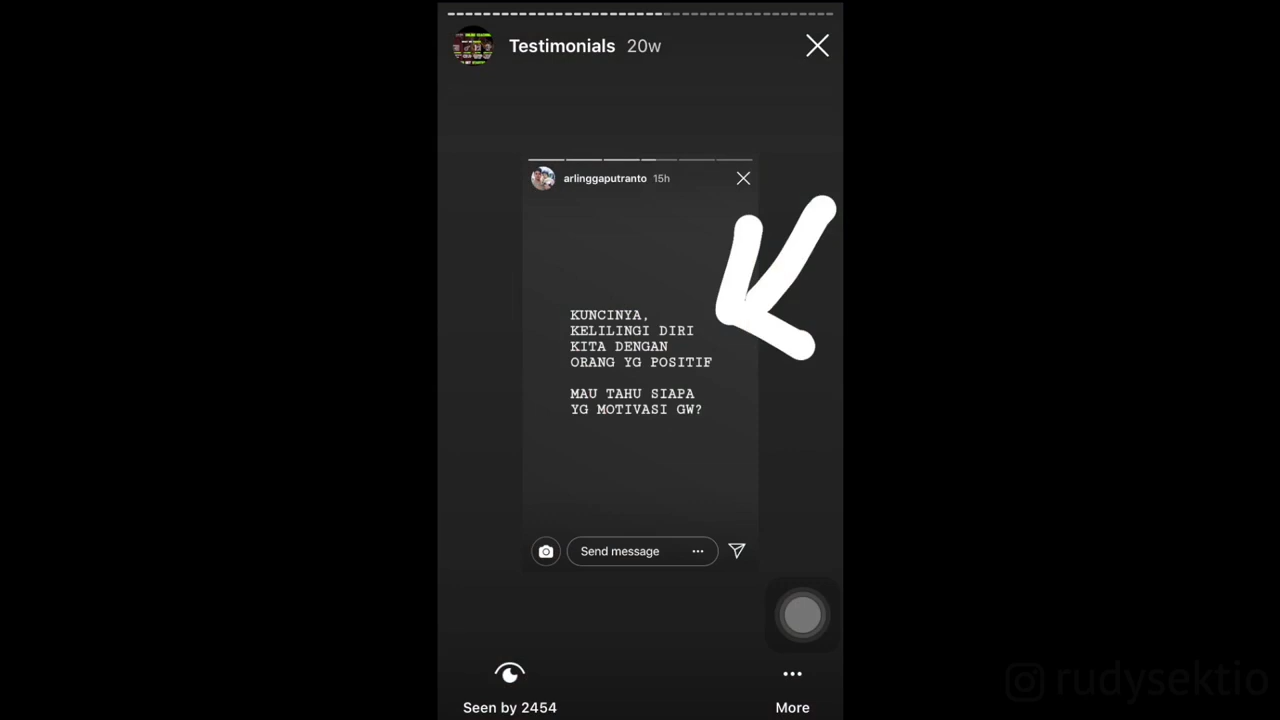 Testimonials 20w
arlinggaputranto 15h
KUNCINYA,
KELILINGI DIRI
KITA DENGAN
ORANG YG POSITIF
MAU TAHU SIAPA
YG MOTIVASI GW?
Send message
Seen by 2454
More
rudysektio